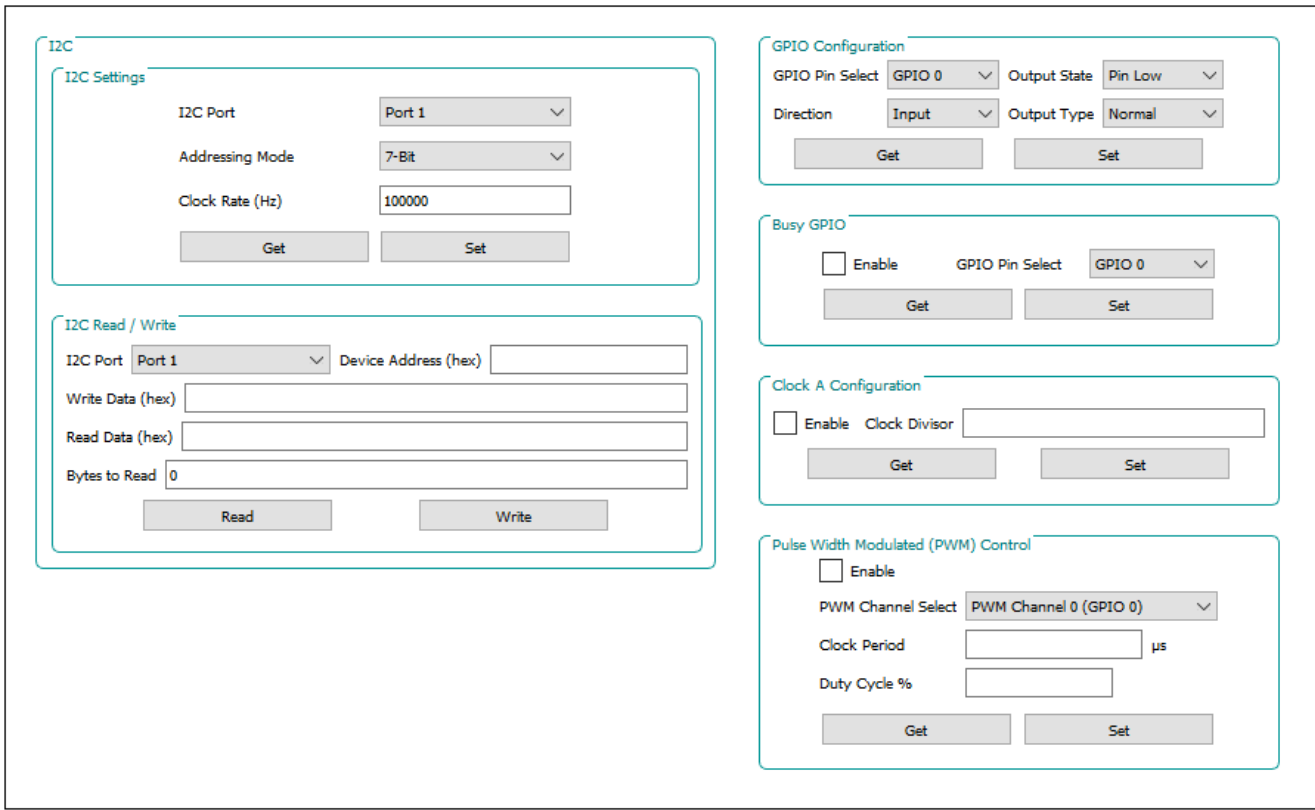 I2C
I2C Settings
I2C Port Port 1
Addressing Mode 7-Bit
Clock Rate (Hz) 100000
Get Set
I2C Read / Write
I2C Port Port 1 Device Address (hex)
Write Data (hex)
Read Data (hex)
Bytes to Read 0
Read Write
GPIO Configuration
GPIO Pin Select GPIO 0 Output State Pin Low
Direction Input Output Type Normal
Get Set
Busy GPIO
Enable GPIO Pin Select GPIO 0
Get Set
Clock A Configuration
Enable Clock Divisor
Get Set
Pulse Width Modulated (PWM) Control
Enable
PWM Channel Select PWM Channel 0 (GPIO 0)
Clock Period µs
Duty Cycle %
Get Set